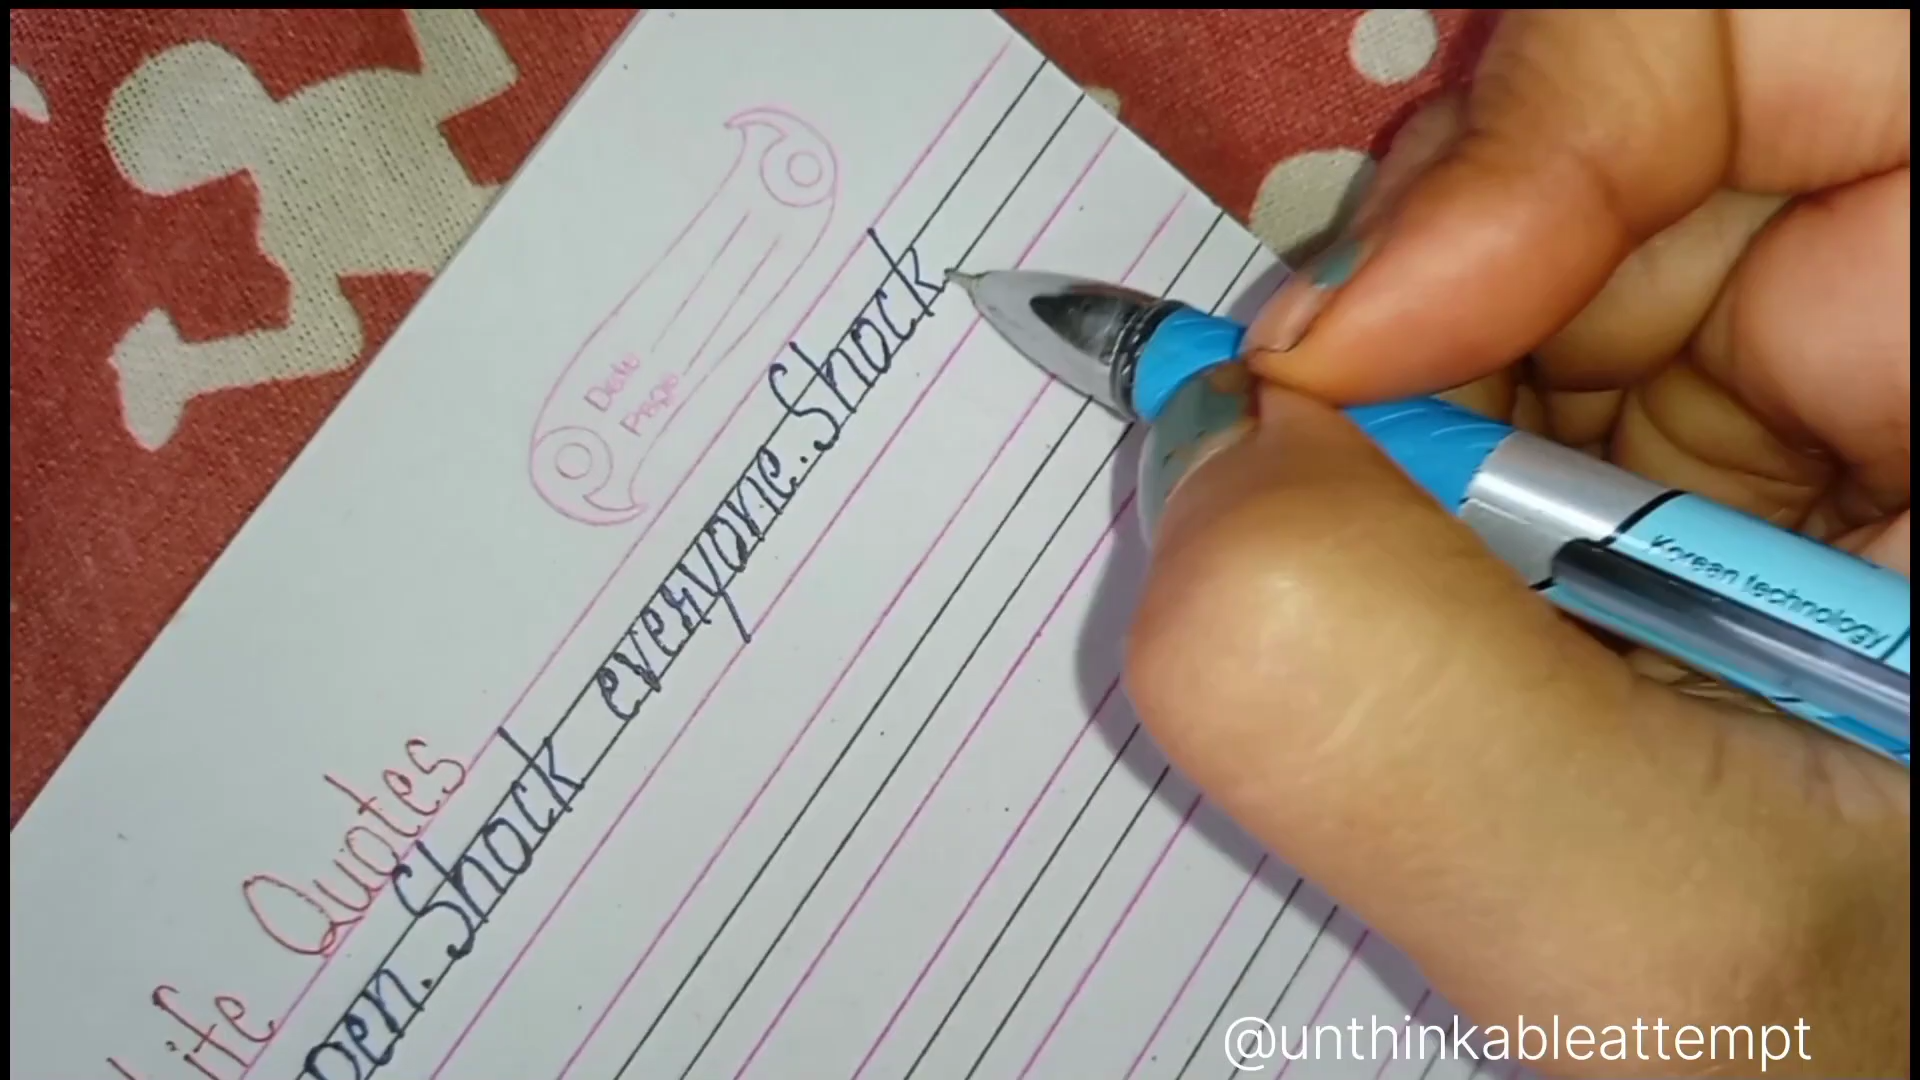 Date
Page
Life Quotes
pen. Shock everyone. Shock
Korean technology
@unthinkableattempt